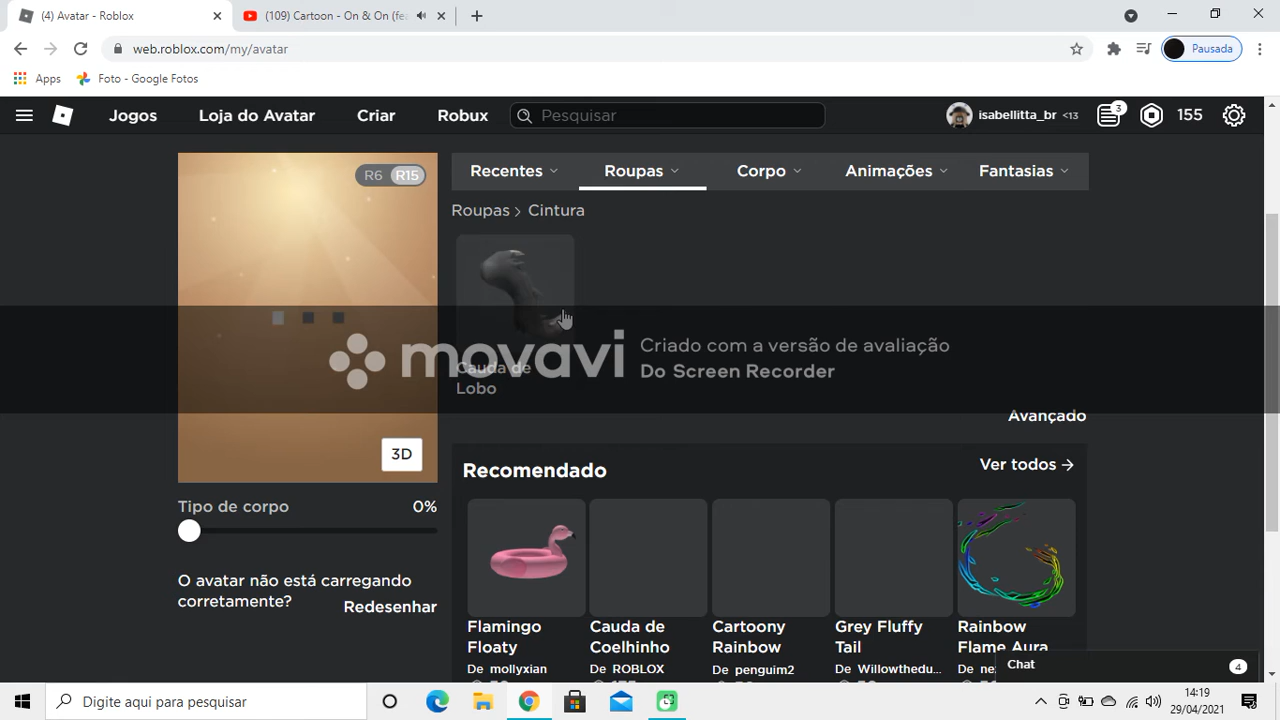 (4) Avatar - Roblox
(109) Cartoon - On & On (fea
web.roblox.com/my/avatar
Pausada
Apps
Foto - Google Fotos
Jogos
Loja do Avatar
Criar
Robux
Pesquisar
isabellitta_br <13
3
155
R6 R15
Recentes
Roupas
Corpo
Animações
Fantasias
Roupas > Cintura
movavi
Criado com a versão de avaliação
Do Screen Recorder
Cauda de
Lobo
Avançado
3D
Recomendado
Ver todos →
Tipo de corpo 0%
O avatar não está carregando
corretamente?
Redesenhar
Flamingo
Floaty
De mollyxian
Cauda de
Coelhinho
De ROBLOX
Cartoony
Rainbow
De penguim2
Grey Fluffy
Tail
De Willowthedu...
Rainbow
Flame Aura
De
Chat
4
Digite aqui para pesquisar
14:19
29/04/2021